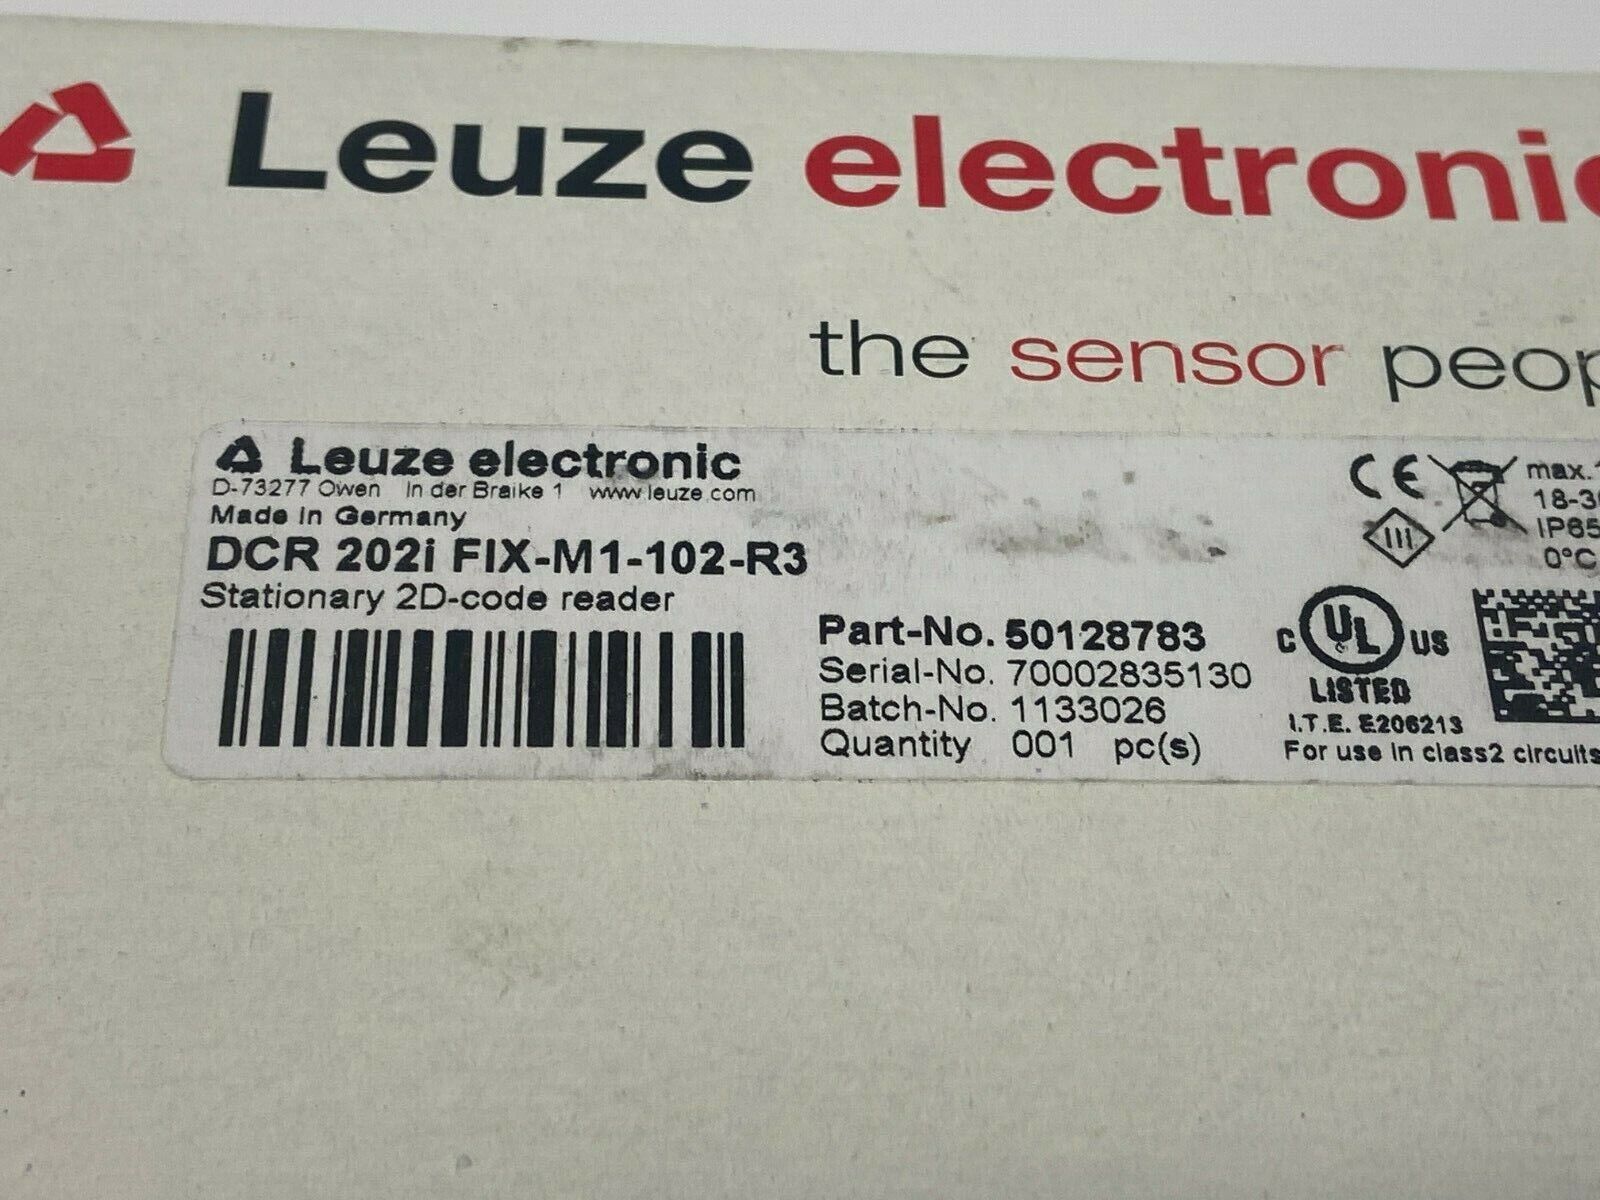 Leuze electronic
the sensor peop
Leuze electronic
D-73277 Owen In der Braike 1 www.leuze.com
Made in Germany
DCR 202i FIX-M1-102-R3
Stationary 2D-code reader
Part-No. 50128783
Serial-No. 70002835130
Batch-No. 1133026
Quantity 001 pc(s)
CE
max.
18-3
IP65
0°C
III
C UL US
LISTED
I.T.E. E206213
For use in class2 circuits